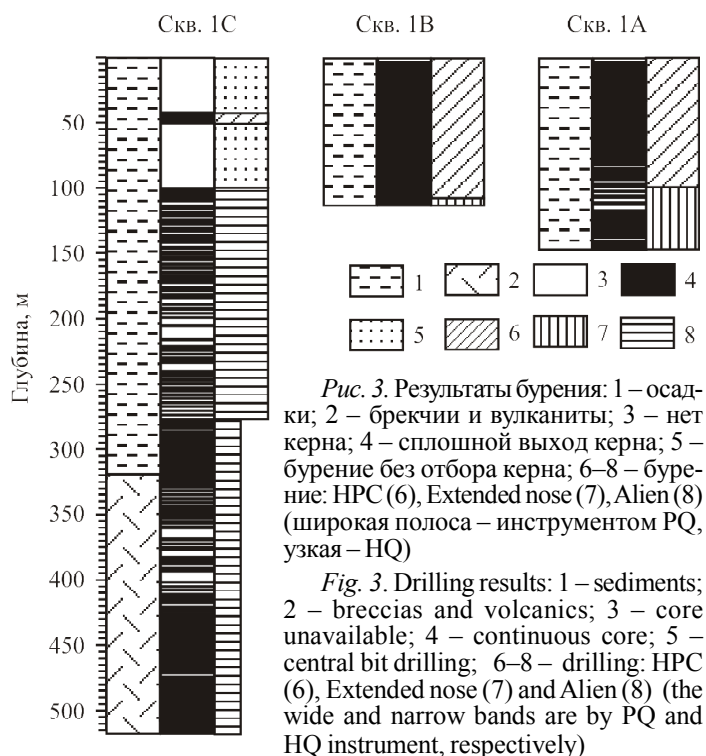 Скв. 1С Скв. 1В Скв. 1А
50
100
150
200
250
300
350
400
450
500
Глубина, м
1 2 3 4
5 6 7 8
Рис. 3. Результаты бурения: 1 – осад-
ки; 2 – брекчии и вулканиты; 3 – нет
керна; 4 – сплошной выход керна; 5 –
бурение без отбора керна; 6–8 – буре-
ние: HPC (6), Extended nose (7), Alien (8)
(широкая полоса – инструментом PQ,
узкая – HQ)
Fig. 3. Drilling results: 1 – sediments;
2 – breccias and volcanics; 3 – core
unavailable; 4 – continuous core; 5 –
central bit drilling; 6–8 – drilling: HPC
(6), Extended nose (7) and Alien (8) (the
wide and narrow bands are by PQ and
HQ instrument, respectively)